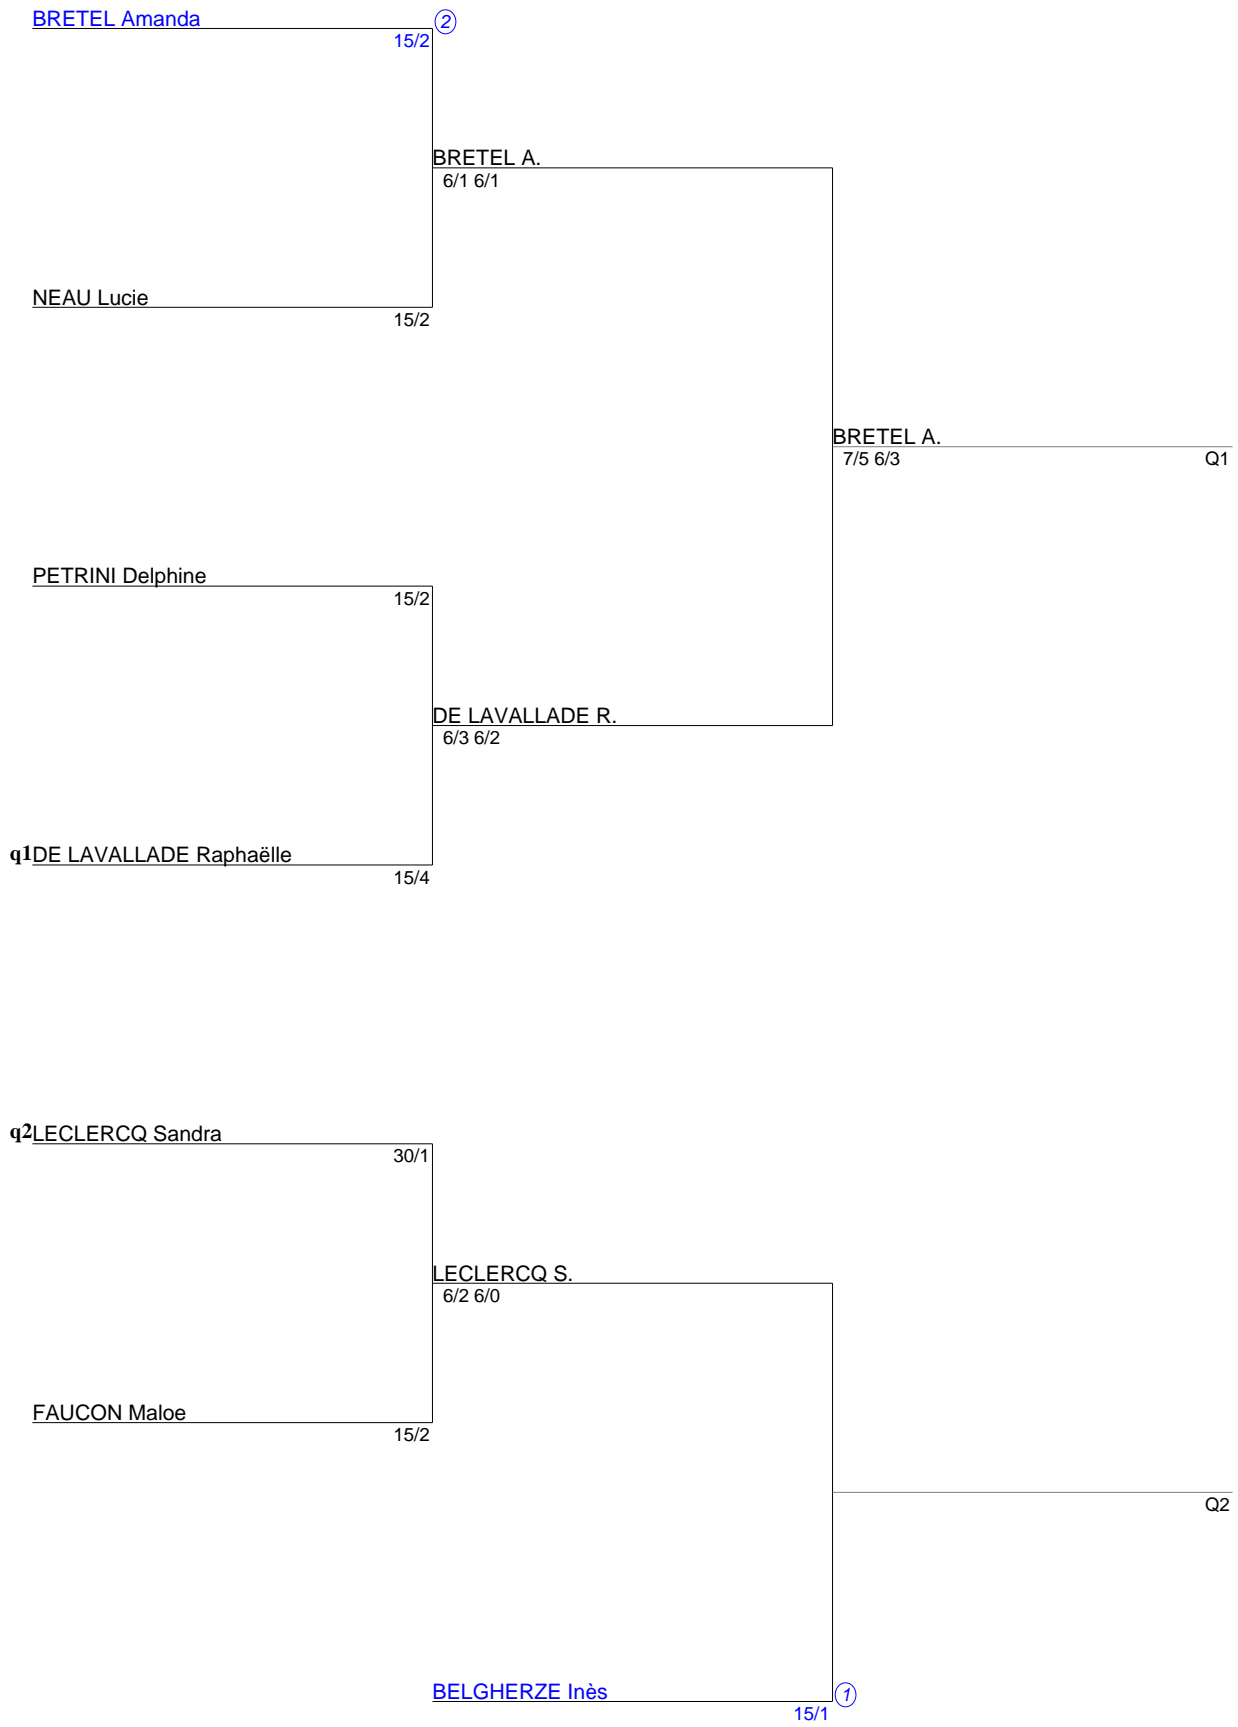 BRETEL Amanda
2
15/2
BRETEL A.
6/1 6/1
NEAU Lucie
15/2
BRETEL A.
7/5 6/3
Q1
PETRINI Delphine
15/2
DE LAVALLADE R.
6/3 6/2
q1DE LAVALLADE Raphaëlle
15/4
q2LECLERCQ Sandra
30/1
LECLERCQ S.
6/2 6/0
FAUCON Maloe
15/2
Q2
BELGHERZE Inès
1
15/1